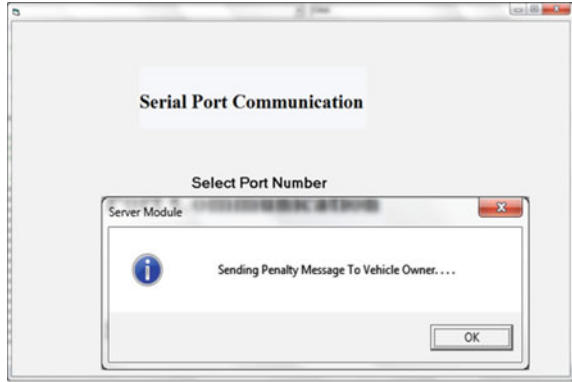 Serial Port Communication
Select Port Number
Server Module
Sending Penalty Message To Vehicle Owner. . . .
OK